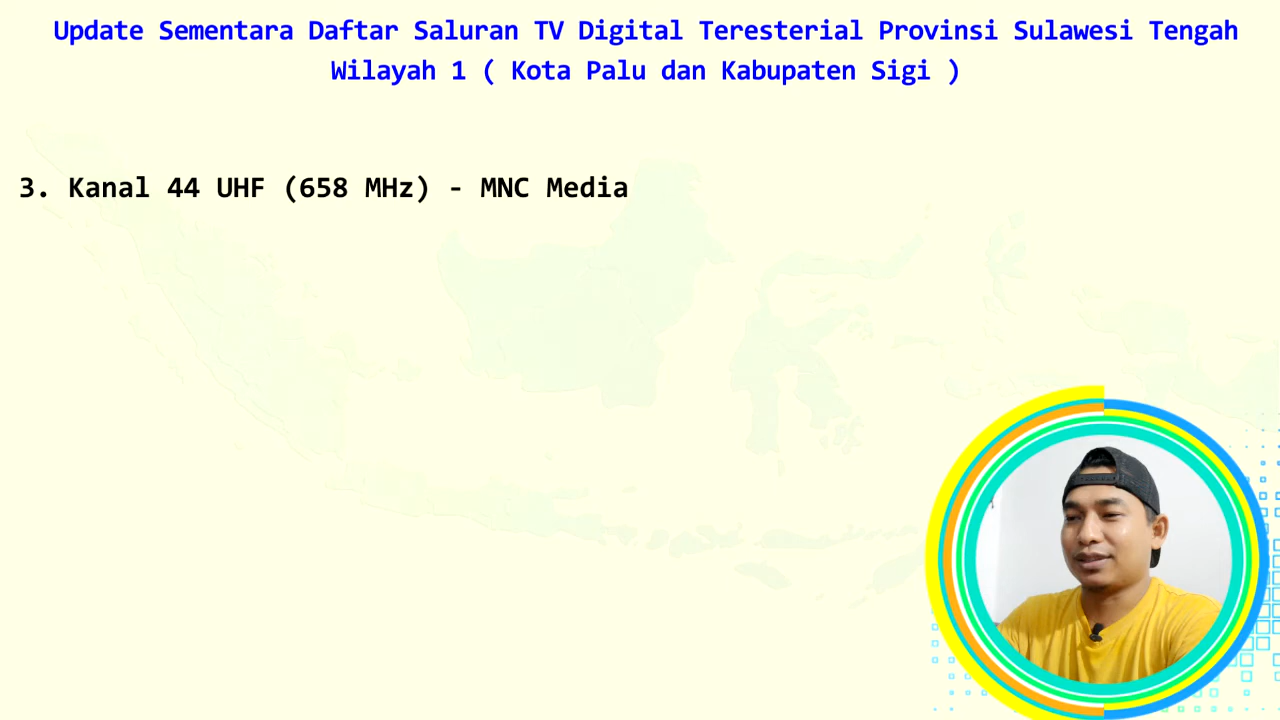 Update Sementara Daftar Saluran TV Digital Teresterial Provinsi Sulawesi Tengah
Wilayah 1 ( Kota Palu dan Kabupaten Sigi )
3. Kanal 44 UHF (658 MHz) - MNC Media